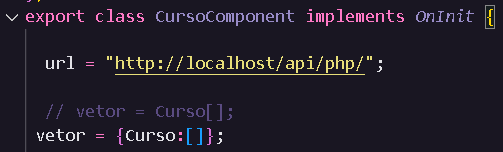 export class CursoComponent implements OnInit {
url = "http://localhost/api/php/";
// vetor = Curso[];
vetor = {Curso:[]};